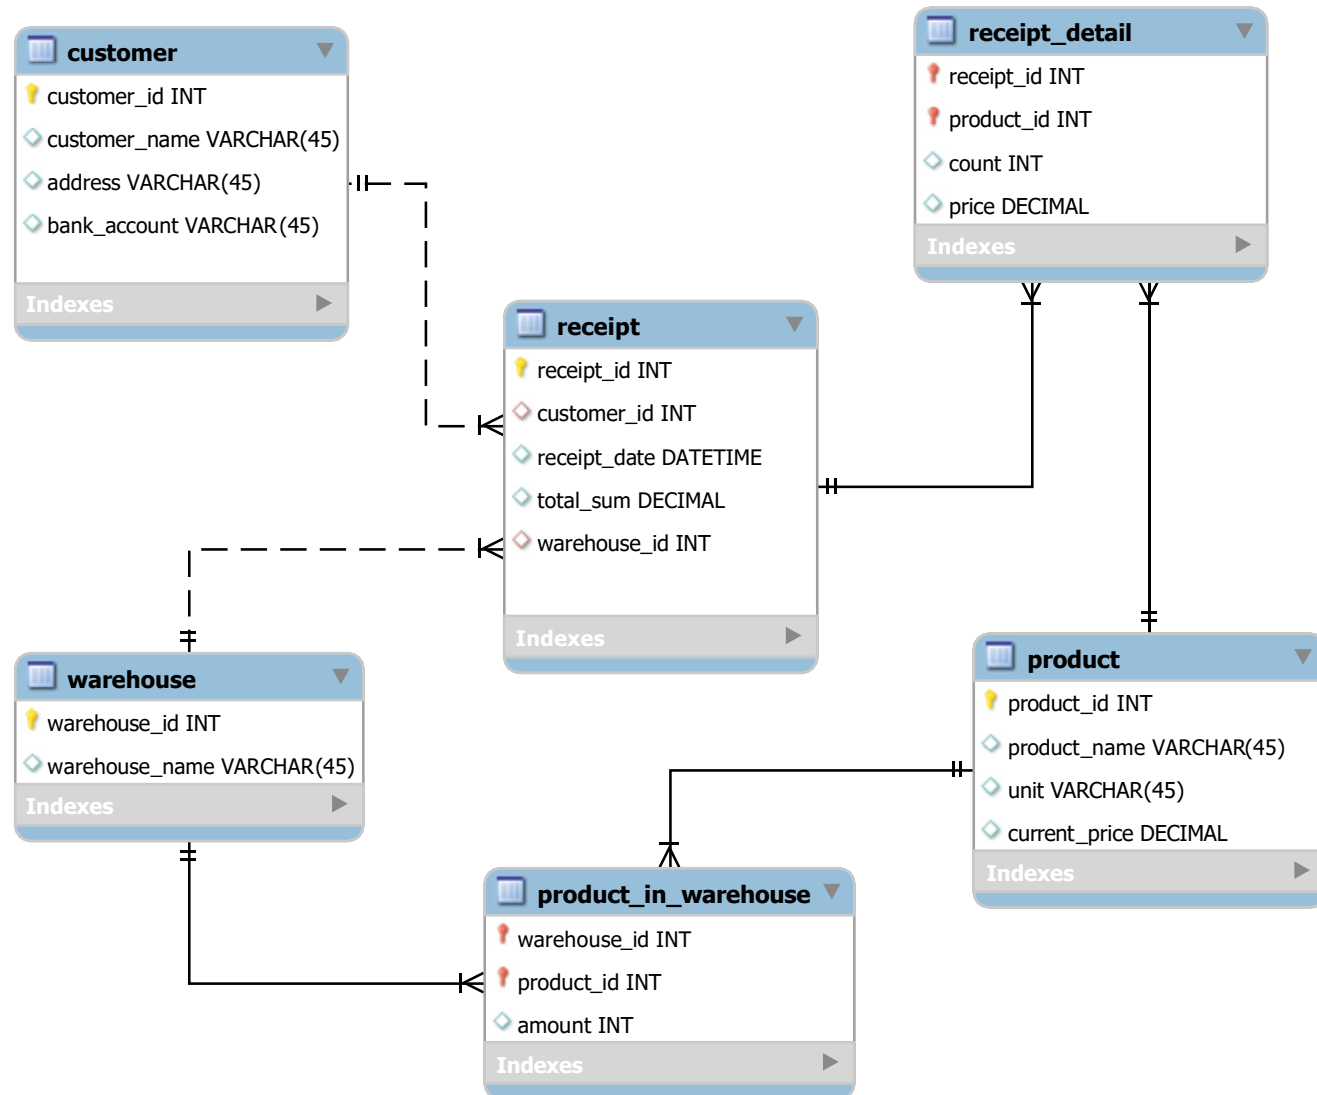 customer
customer_id INT
customer_name VARCHAR(45)
address VARCHAR(45)
bank_account VARCHAR(45)
Indexes
receipt_detail
receipt_id INT
product_id INT
count INT
price DECIMAL
Indexes
receipt
receipt_id INT
customer_id INT
receipt_date DATETIME
total_sum DECIMAL
warehouse_id INT
Indexes
warehouse
warehouse_id INT
warehouse_name VARCHAR(45)
Indexes
product
product_id INT
product_name VARCHAR(45)
unit VARCHAR(45)
current_price DECIMAL
Indexes
product_in_warehouse
warehouse_id INT
product_id INT
amount INT
Indexes